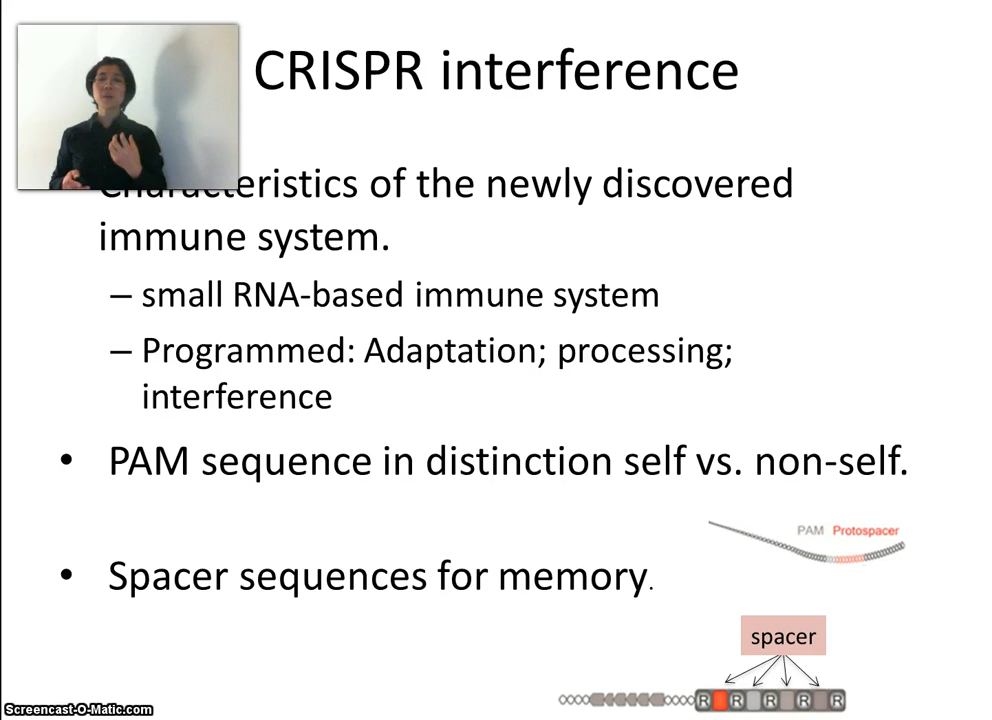 CRISPR interference
Characteristics of the newly discovered
immune system.
– small RNA-based immune system
– Programmed: Adaptation; processing;
interference
• PAM sequence in distinction self vs. non-self.
PAM Protospacer
• Spacer sequences for memory.
spacer
R R R R R
Screencast-O-Matic.com